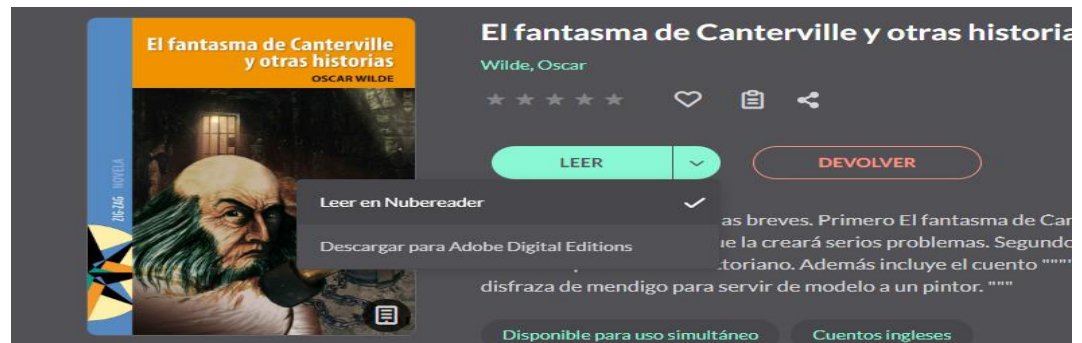 El fantasma de Canterville
y otras historias
OSCAR WILDE
ZIG-ZAG NOVELA
El fantasma de Canterville y otras historia
Wilde, Oscar
LEER
DEVOLVER
Leer en Nubereader
Descargar para Adobe Digital Editions
as breves. Primero El fantasma de Car
ue la creará serios problemas. Segundo
toriano. Además incluye el cuento """"
disfraza de mendigo para servir de modelo a un pintor. """
Disponible para uso simultáneo
Cuentos ingleses